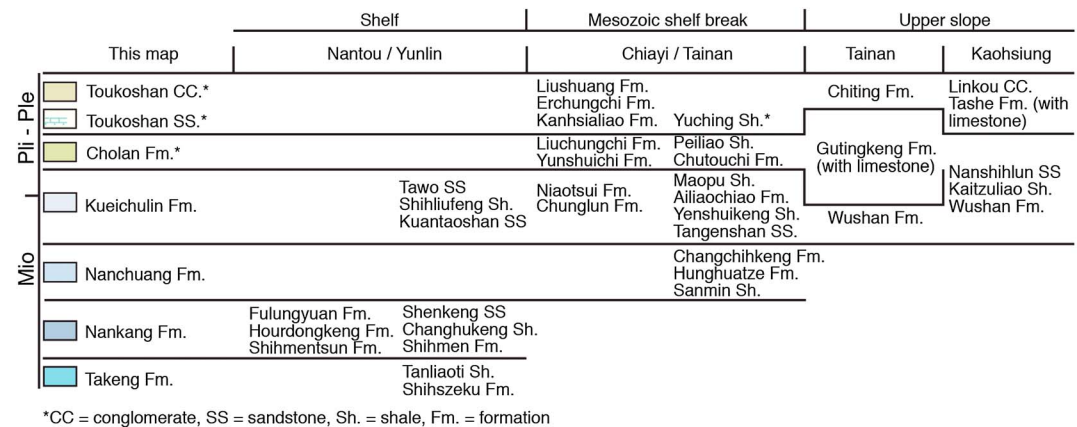 Shelf Mesozoic shelf break Upper slope
This map Nantou / Yunlin Chiayi / Tainan Tainan Kaohsiung
Pli - Ple
Mio
Toukoshan CC.*
Toukoshan SS.*
Cholan Fm.*
Kueichulin Fm.
Nanchuang Fm.
Nankang Fm.
Takeng Fm.
Tawo SS
Shihliufeng Sh.
Kuantaoshan SS
Fulungyuan Fm.
Hourdongkeng Fm.
Shihmentsun Fm.
Shenkeng SS
Changhukeng Sh.
Shihmen Fm.
Tanliaoti Sh.
Shihszeku Fm.
Liushuang Fm.
Erchungchi Fm.
Kanhsialiao Fm. Yuching Sh.*
Liuchungchi Fm.
Yunshuichi Fm.
Peiliao Sh.
Chutouchi Fm.
Niaotsui Fm.
Chunglun Fm.
Maopu Sh.
Ailiaochiao Fm.
Yenshuikeng Sh.
Tangenshan SS.
Changchihkeng Fm.
Hunghuatze Fm.
Sanmin Sh.
Chiting Fm.
Gutingkeng Fm.
(with limestone)
Wushan Fm.
Linkou CC.
Tashe Fm. (with
limestone)
Nanshihlun SS
Kaitzuliao Sh.
Wushan Fm.
*CC = conglomerate, SS = sandstone, Sh. = shale, Fm. = formation